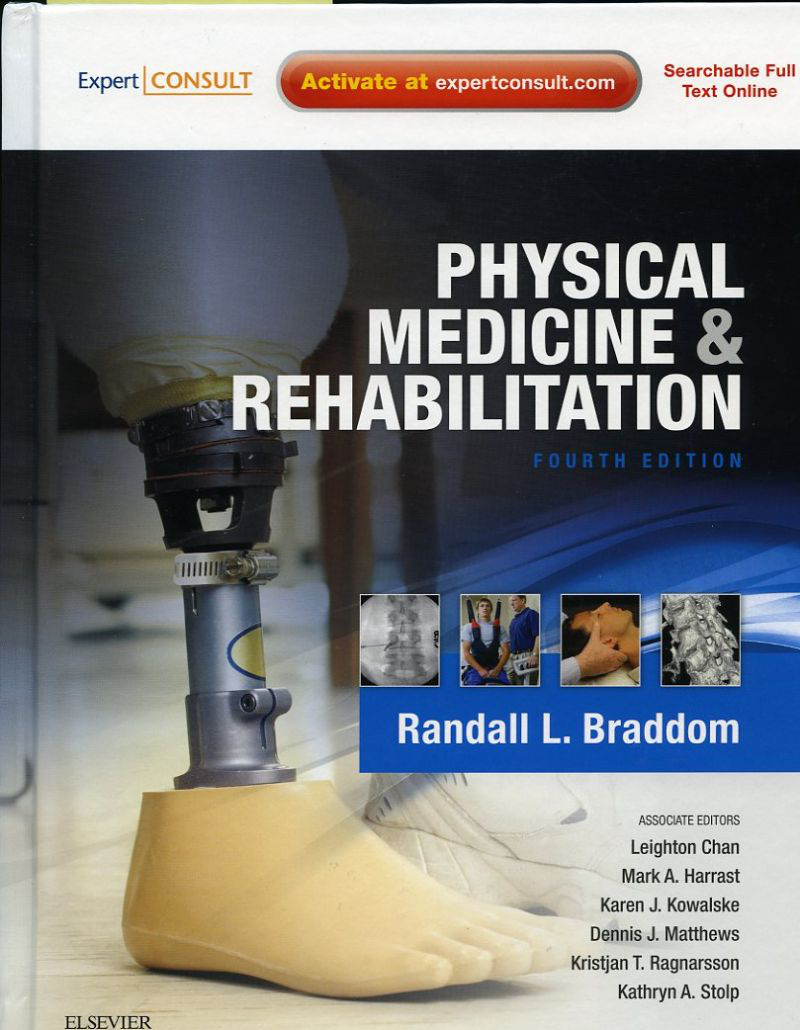 Expert CONSULT
Activate at expertconsult.com
Searchable Full
Text Online
PHYSICAL
MEDICINE &
REHABILITATION
FOURTH EDITION
Randall L. Braddom
ASSOCIATE EDITORS
Leighton Chan
Mark A. Harrast
Karen J. Kowalske
Dennis J. Matthews
Kristjan T. Ragnarsson
Kathryn A. Stolp
ELSEVIER